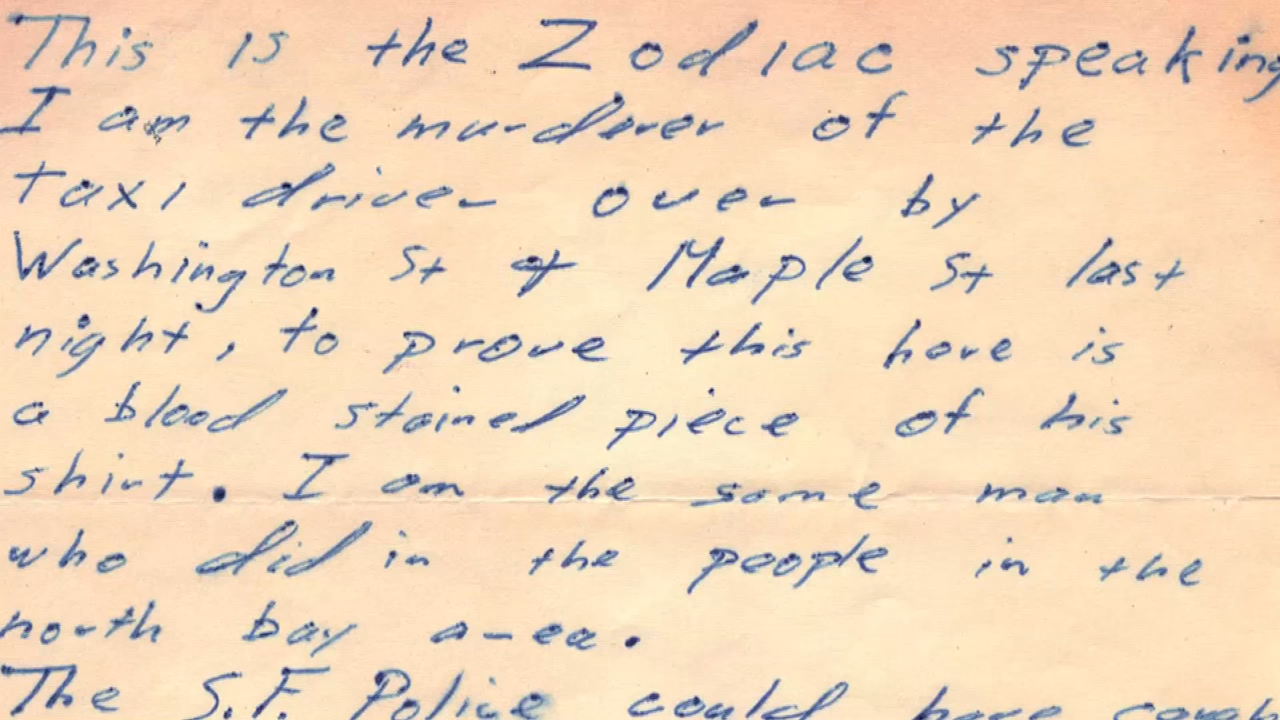 This is the Zodiac speaking
I am the murderer of the
taxi driver over by
Washington St & Maple St last
night, to prove this here is
a blood stained piece of his
shirt. I am the same man
who did in the people in the
north bay area.
The S.F. Police could have